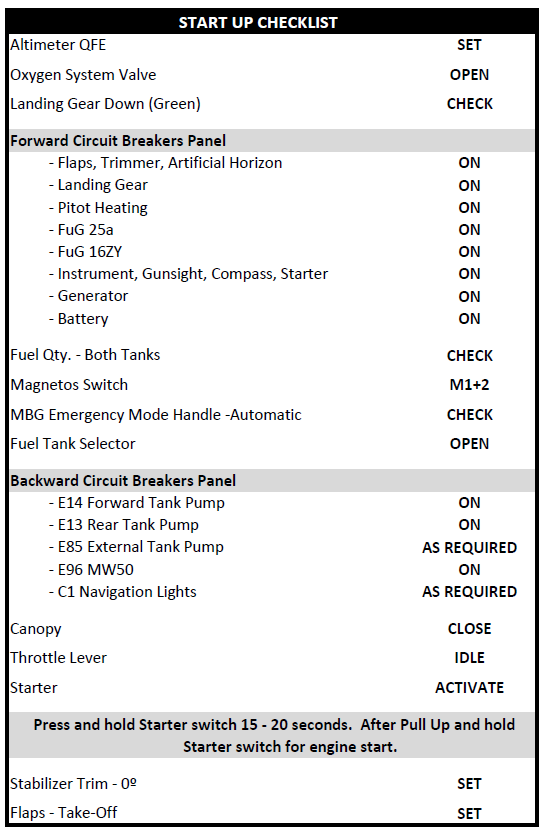 START UP CHECKLIST
Altimeter QFE SET
Oxygen System Valve OPEN
Landing Gear Down (Green) CHECK
Forward Circuit Breakers Panel
- Flaps, Trimmer, Artificial Horizon ON
- Landing Gear ON
- Pitot Heating ON
- FuG 25a ON
- FuG 16ZY ON
- Instrument, Gunsight, Compass, Starter ON
- Generator ON
- Battery ON
Fuel Qty. - Both Tanks CHECK
Magnetos Switch M1+2
MBG Emergency Mode Handle -Automatic CHECK
Fuel Tank Selector OPEN
Backward Circuit Breakers Panel
- E14 Forward Tank Pump ON
- E13 Rear Tank Pump ON
- E85 External Tank Pump AS REQUIRED
- E96 MW50 ON
- C1 Navigation Lights AS REQUIRED
Canopy CLOSE
Throttle Lever IDLE
Starter ACTIVATE
Press and hold Starter switch 15 - 20 seconds. After Pull Up and hold
Starter switch for engine start.
Stabilizer Trim - 0º SET
Flaps - Take-Off SET